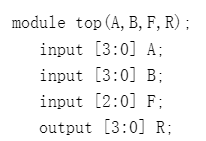 module top(A,B,F,R);
input [3:0] A;
input [3:0] B;
input [2:0] F;
output [3:0] R;